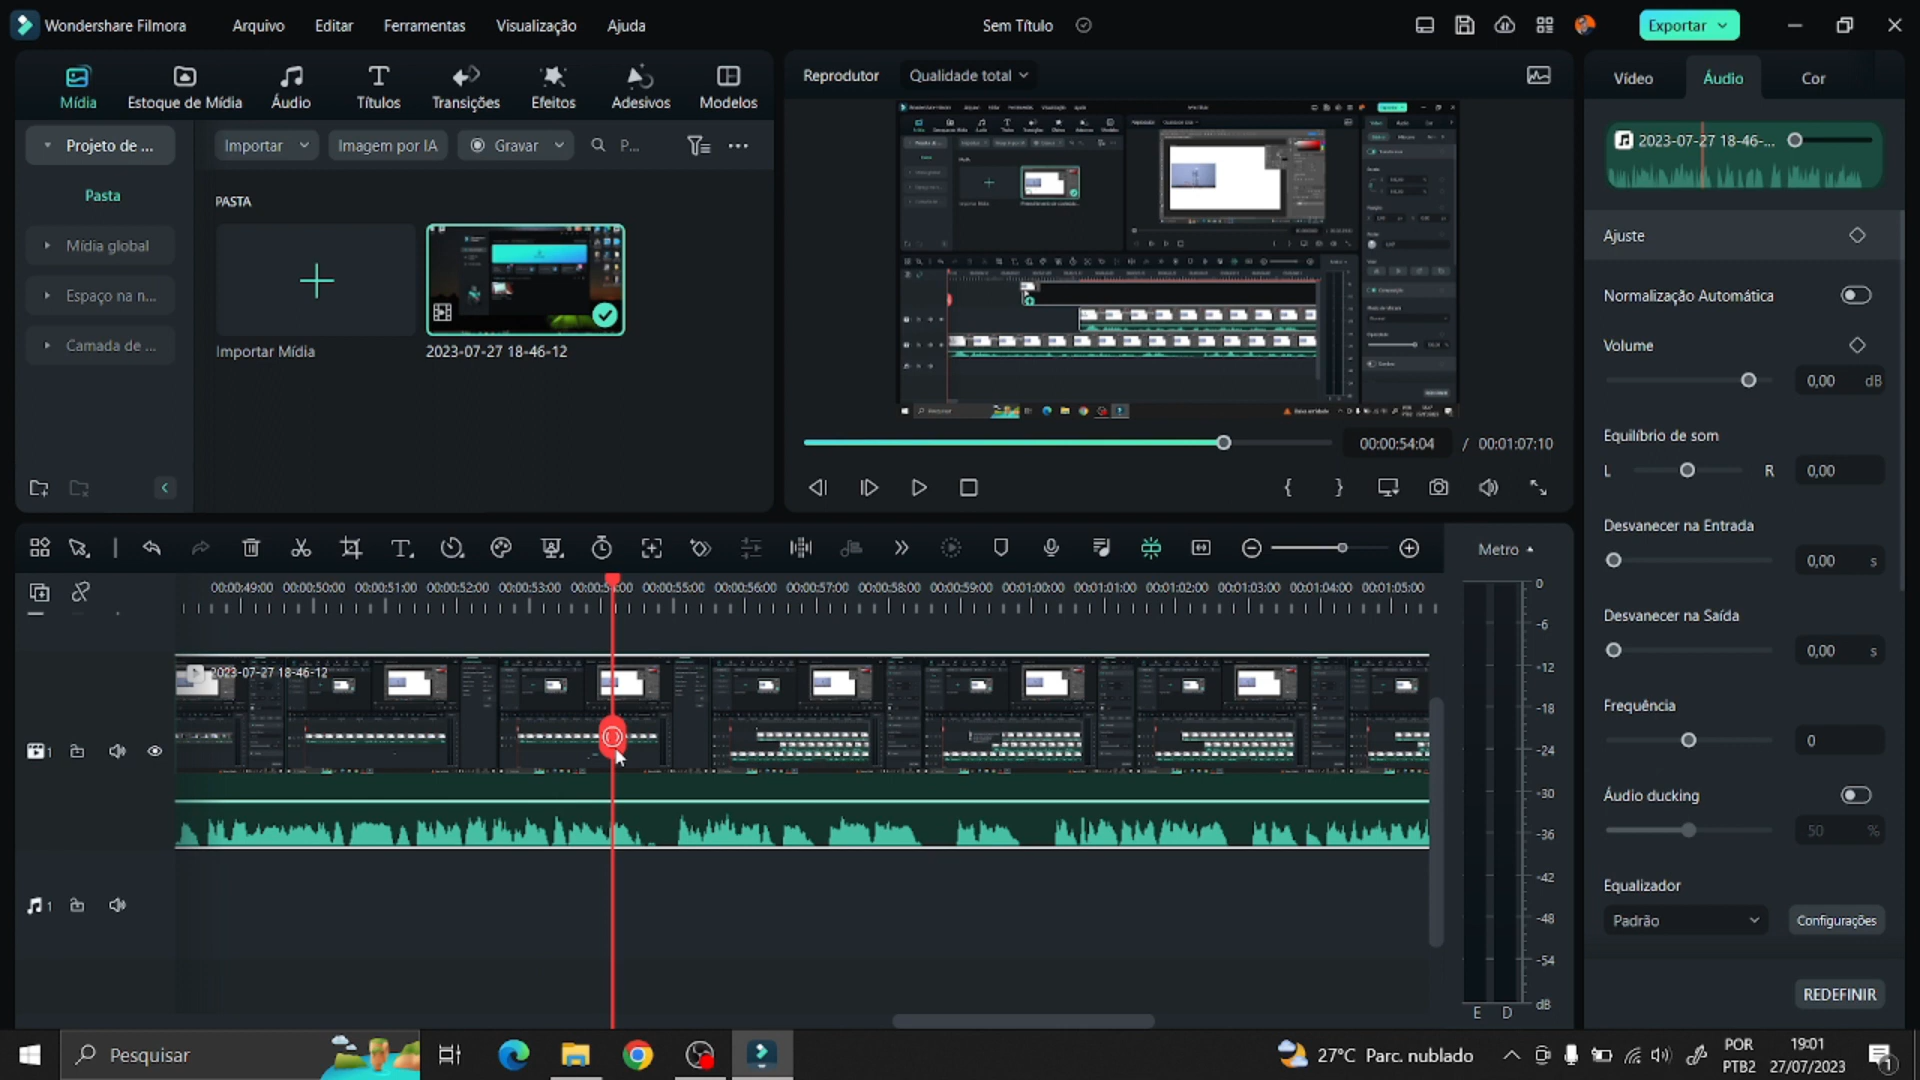 Wondershare Filmora
Arquivo
Editar
Ferramentas
Visualização
Ajuda
Sem Título
Exportar
Mídia
Estoque de Mídia
Áudio
Títulos
Transições
Efeitos
Adesivos
Modelos
Projeto de ...
Importar
Imagem por IA
Gravar
P...
Pasta
Mídia global
Espaço na n...
Camada de ...
PASTA
Importar Mídia
2023-07-27 18-46-12
Reprodutor
Qualidade total
00:00:54:04 / 00:01:07:10
Vídeo
Áudio
Cor
2023-07-27 18-46-...
Ajuste
Normalização Automática
Volume
0,00 dB
Equilíbrio de som
L R 0,00
Desvanecer na Entrada
0,00 s
Desvanecer na Saída
0,00 s
Frequência
0
Áudio ducking
50 %
Equalizador
Padrão
Configurações
REDEFINIR
Metro
00:00:49:00 00:00:50:00 00:00:51:00 00:00:52:00 00:00:53:00 00:00:55:00 00:00:56:00 00:00:57:00 00:00:58:00 00:00:59:00 00:01:00:00 00:01:01:00 00:01:02:00 00:01:03:00 00:01:04:00 00:01:05:00
2023-07-27 18-46-12
1
1
0
-6
-12
-18
-24
-30
-36
-42
-48
-54
dB
E D
Pesquisar
27°C Parc. nublado
POR
PTB2
19:01
27/07/2023
1